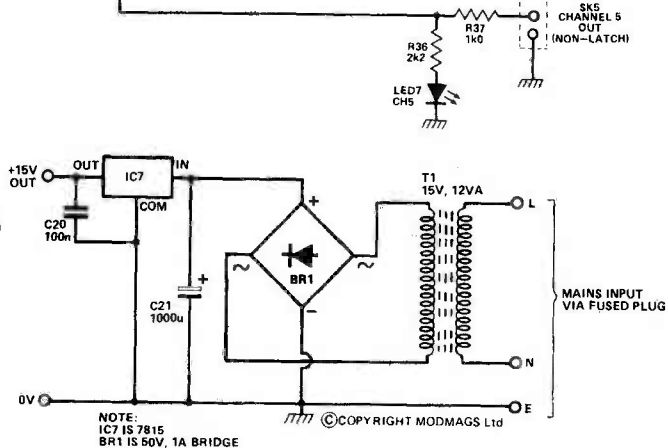 SK5
CHANNEL 5
OUT
(NON-LATCH)
R37
1k0
R36
2k2
LED7
CH5
+15V
OUT
OUT
IC7
IN
COM
C20
100n
C21
1000u
+
+
~
BR1
~
−
T1
15V, 12VA
L
MAINS INPUT
VIA FUSED PLUG
N
E
0V
NOTE:
IC7 IS 7815
BR1 IS 50V, 1A BRIDGE
©COPYRIGHT MODMAGS Ltd